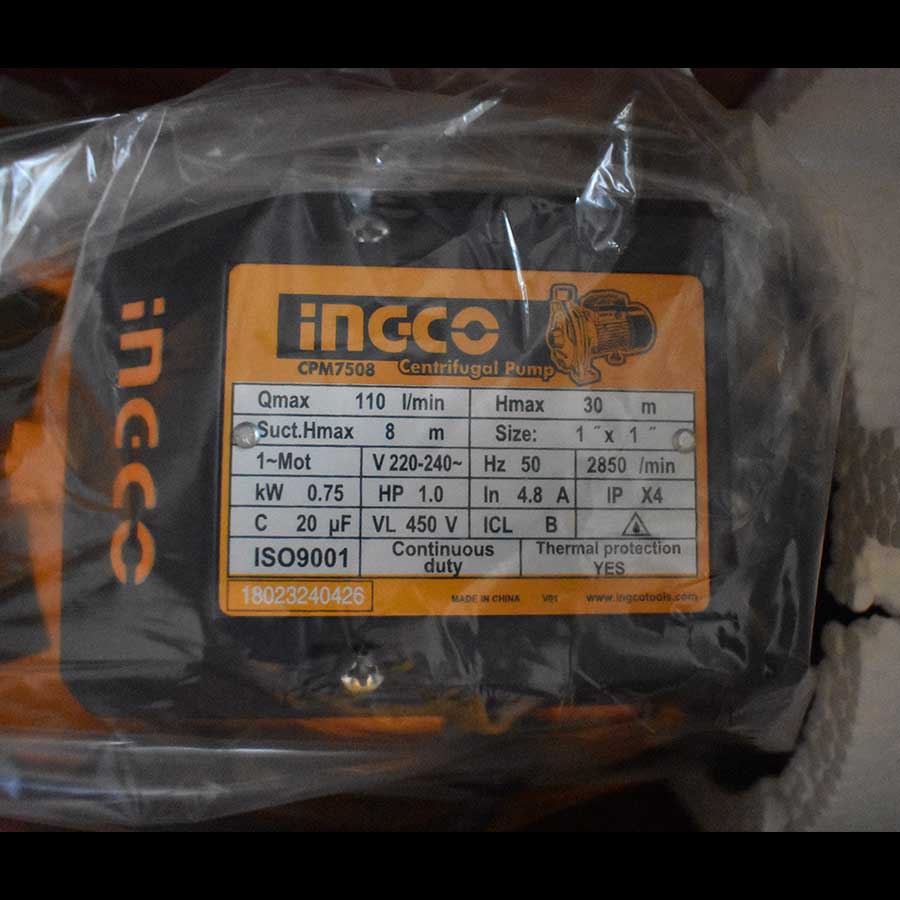 INGCO
INGCO
CPM7508 Centrifugal Pump
Qmax 110 l/min Hmax 30 m
Suct.Hmax 8 m Size: 1 ˝ x 1 ˝
1~Mot V 220-240~ Hz 50 2850 /min
kW 0.75 HP 1.0 In 4.8 A IP X4
C 20 µF VL 450 V ICL B
ISO9001 Continuous duty Thermal protection YES
18023240426 MADE IN CHINA V01 www.ingcotools.com